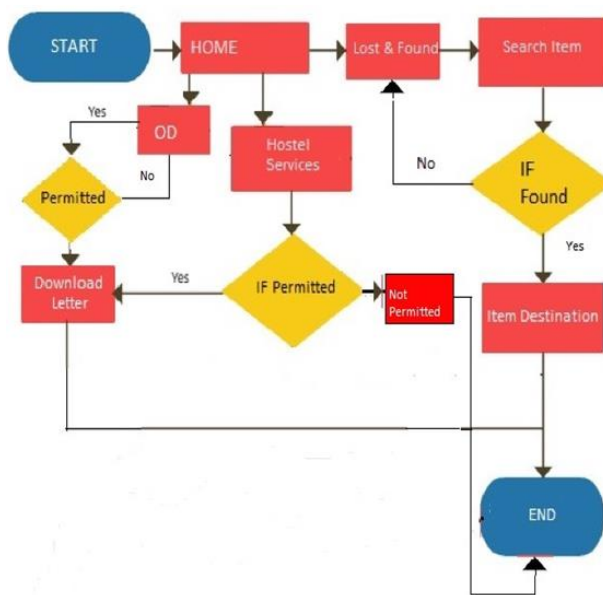 START
HOME
Lost & Found
Search Item
Yes
OD
No
Permitted
Hostel
Services
No
IF
Found
Yes
Download
Letter
Yes
IF Permitted
Not
Permitted
Item Destination
END